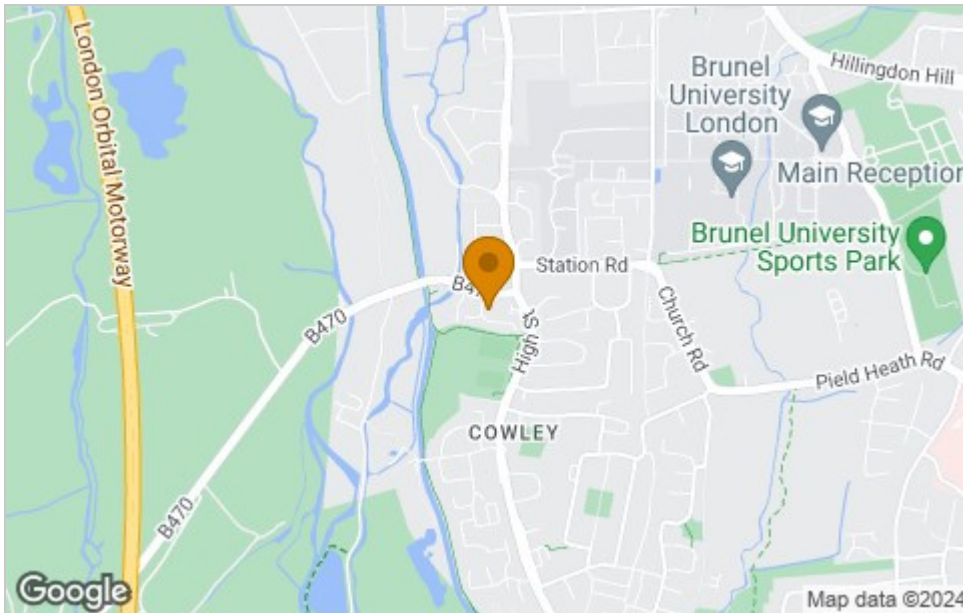 London Orbital Motorway
Hillingdon Hill
Brunel
University
London
Main Reception
Brunel University
Sports Park
Station Rd
B470
High St
Church Rd
Pield Heath Rd
COWLEY
B470
Google
Map data ©2024